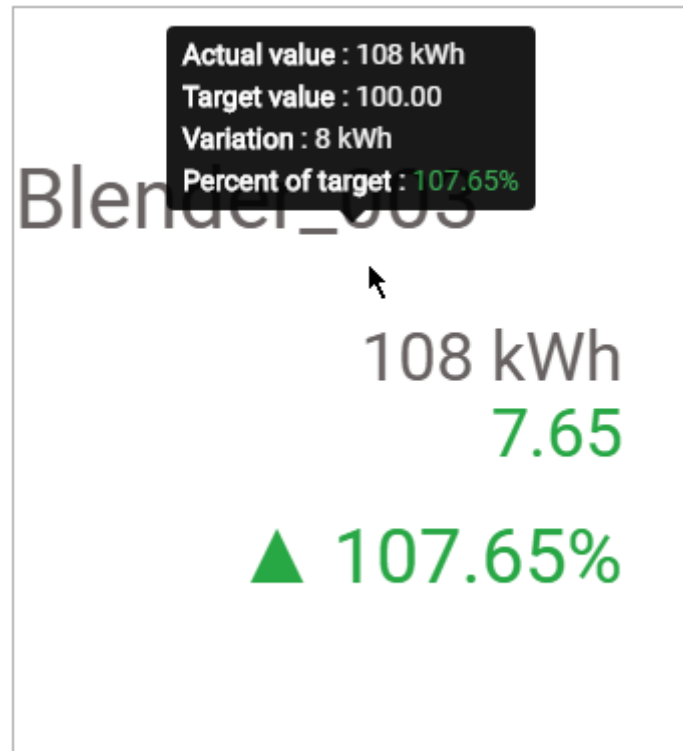 Actual value : 108 kWh
Target value : 100.00
Variation : 8 kWh
Percent of target : 107.65%
Blender_003
108 kWh
7.65
▲ 107.65%